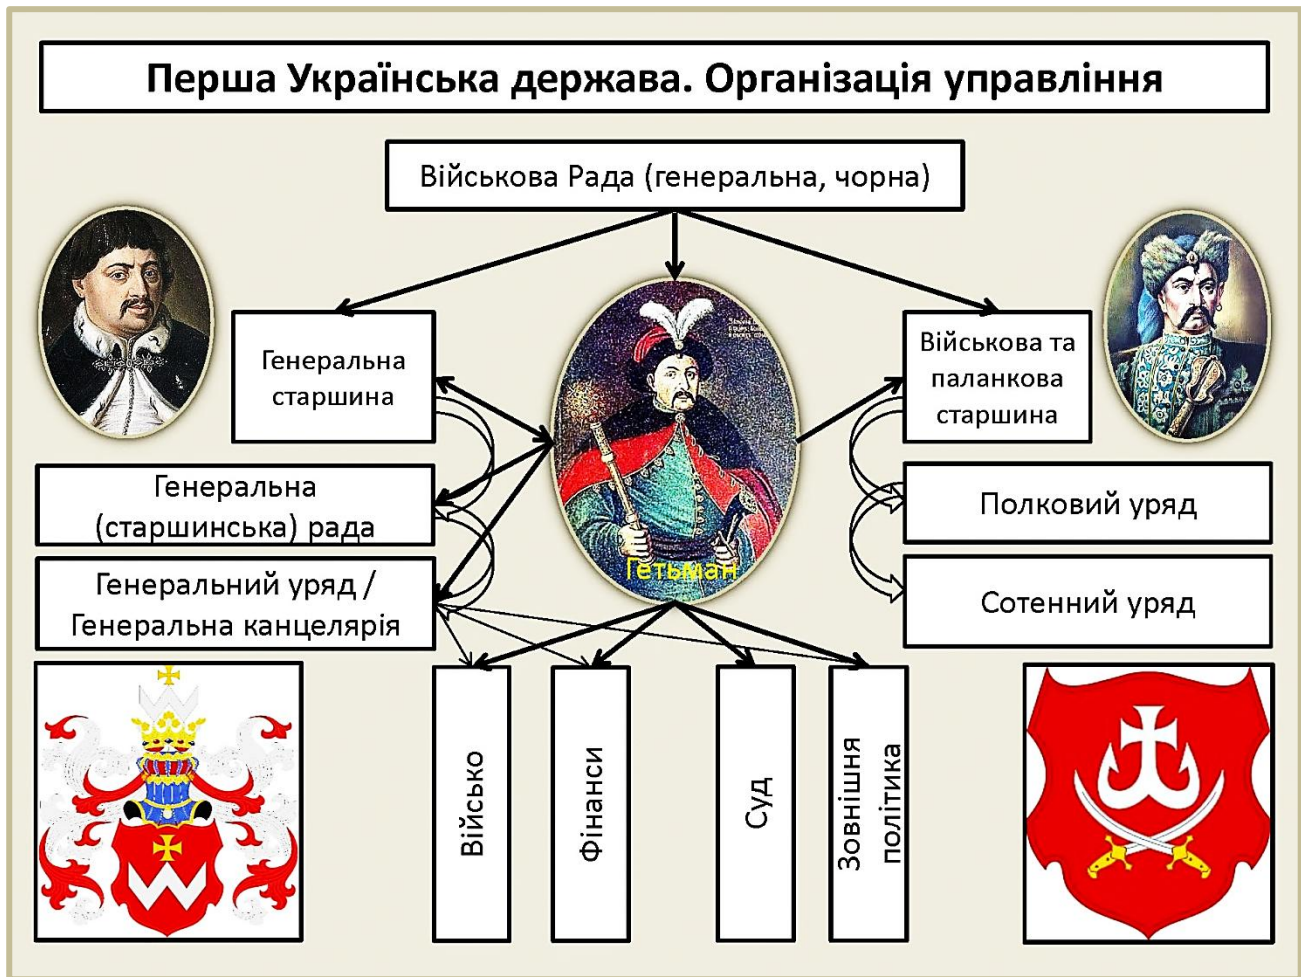 Перша Українська держава. Організація управління
Військова Рада (генеральна, чорна)
Генеральна
старшина
Військова та
паланкова
старшина
Генеральна
(старшинська) рада
Полковий уряд
Гетьман
Генеральний уряд /
Генеральна канцелярія
Сотенний уряд
Військо
Фінанси
Суд
Зовнішня
політика